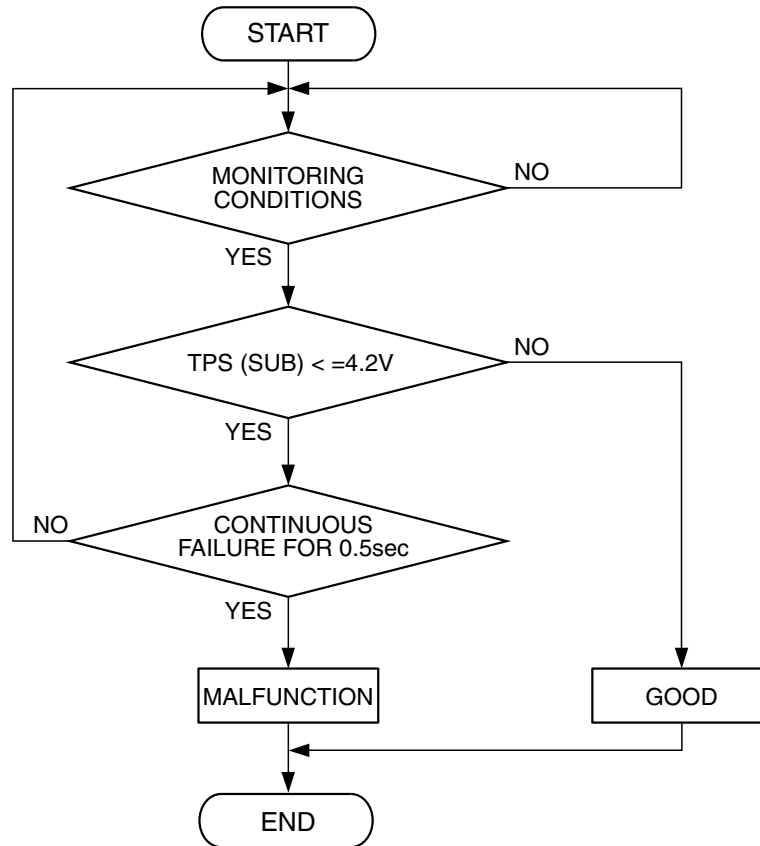 START
MONITORING
CONDITIONS
NO
YES
TPS (SUB) < =4.2V
NO
YES
CONTINUOUS
FAILURE FOR 0.5sec
NO
YES
MALFUNCTION
GOOD
END